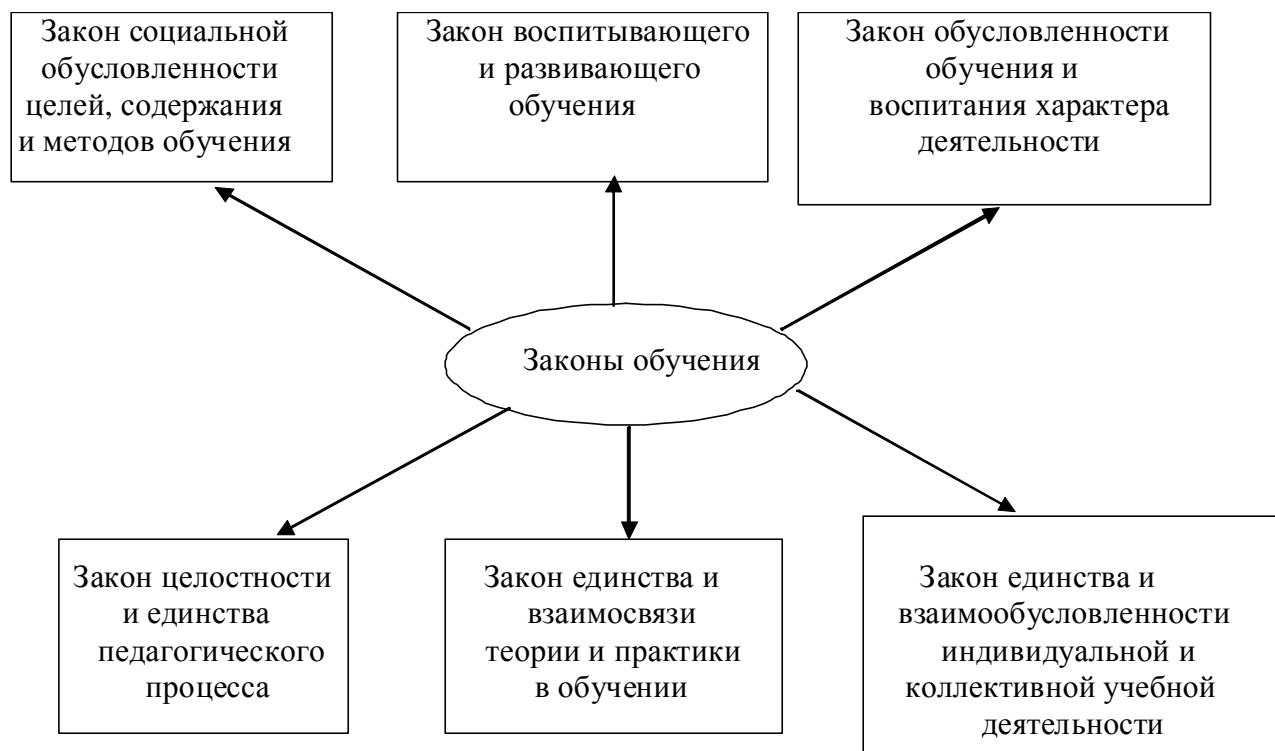 Закон социальной
обусловленности
целей, содержания
и методов обучения
Закон воспитывающего
и развивающего
обучения
Закон обусловленности
обучения и
воспитания характера
деятельности
Законы обучения
Закон целостности
и единства
педагогического
процесса
Закон единства и
взаимосвязи
теории и практики
в обучении
Закон единства и
взаимообусловленности
индивидуальной и
коллективной учебной
деятельности